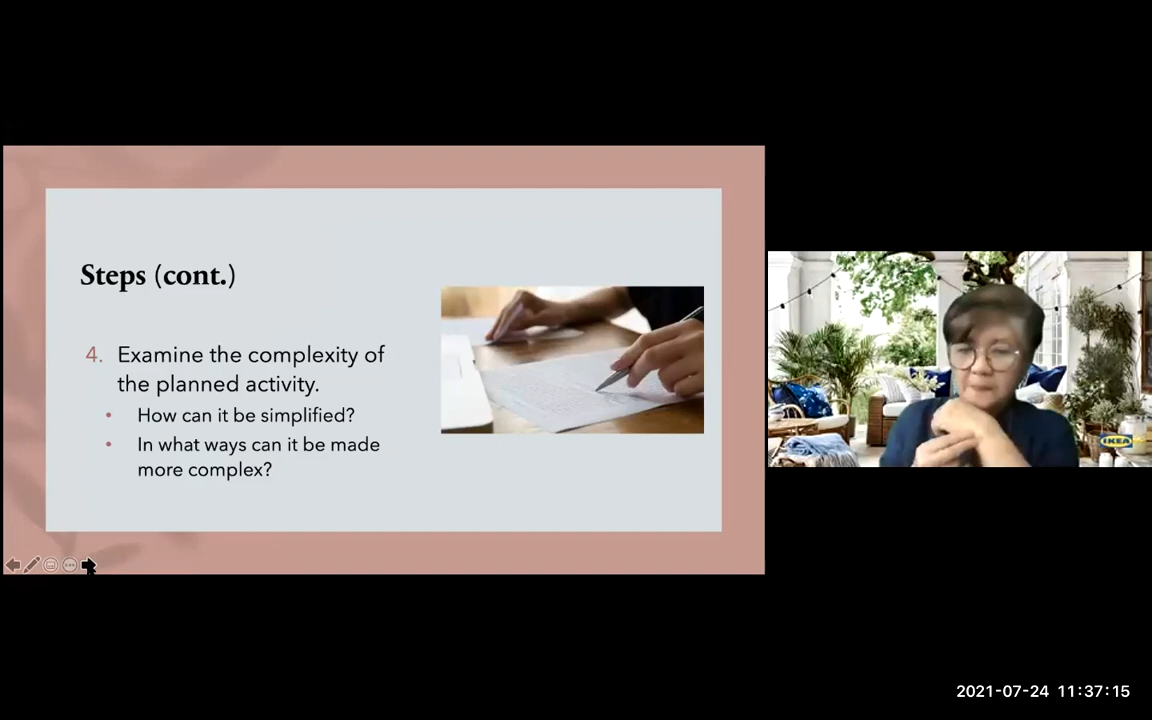 Steps (cont.)
4. Examine the complexity of
the planned activity.
• How can it be simplified?
• In what ways can it be made
more complex?
IKEA
2021-07-24 11:37:15